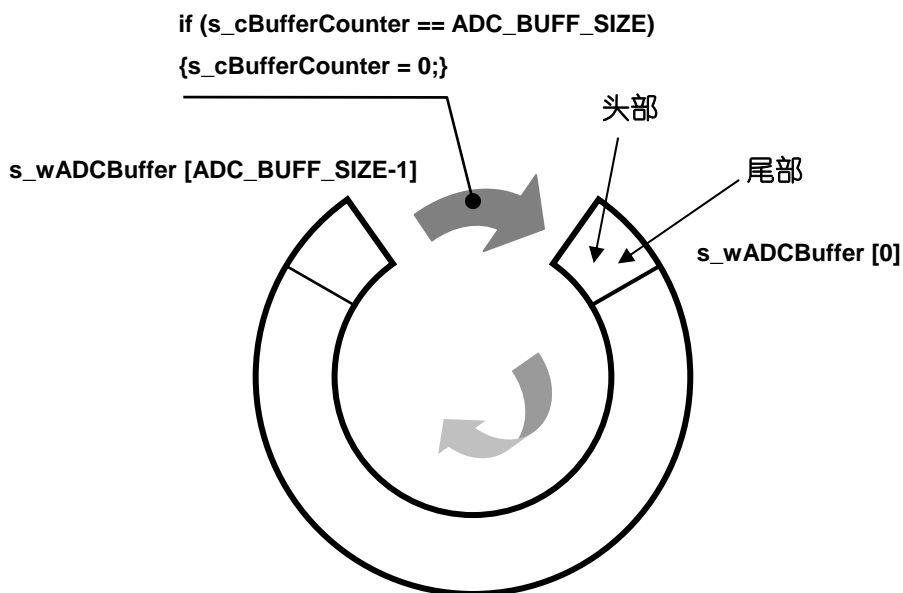 if (s_cBufferCounter == ADC_BUFF_SIZE)
{s_cBufferCounter = 0;}
头部
s_wADCBuffer [ADC_BUFF_SIZE-1]
尾部
s_wADCBuffer [0]